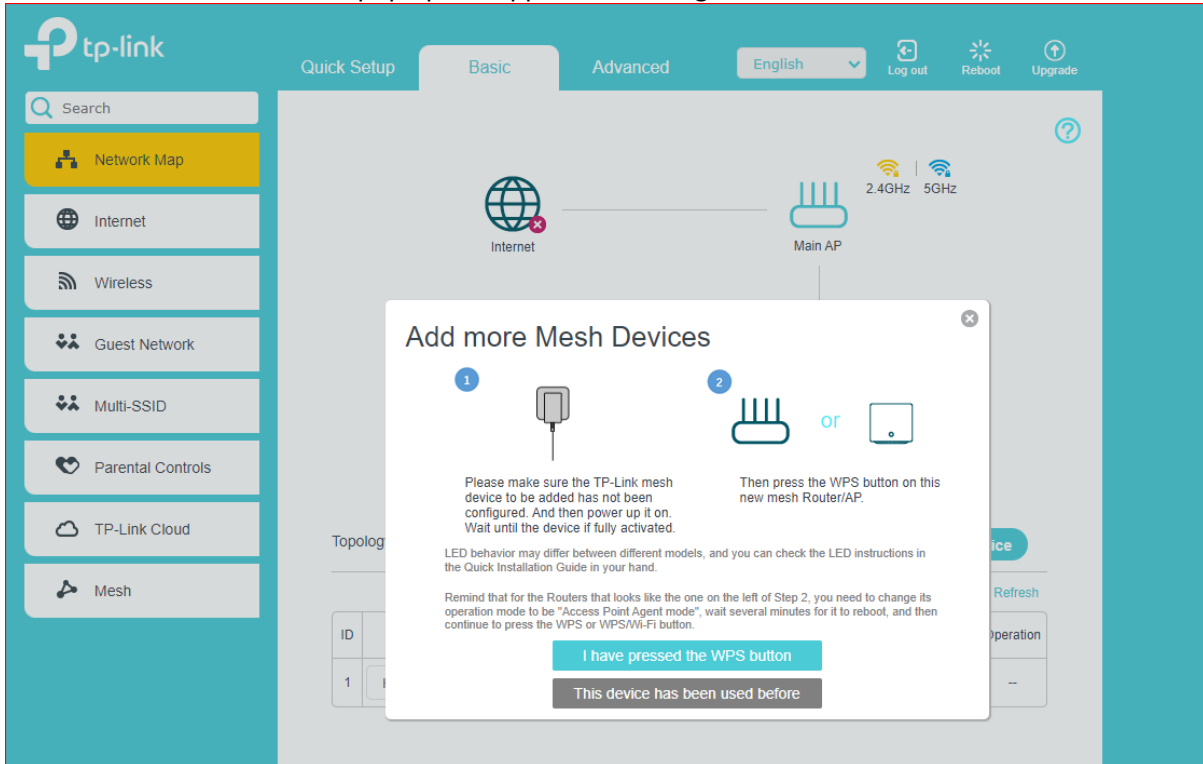 tp-link
Quick Setup
Basic
Advanced
English
Log out
Reboot
Upgrade
Search
Network Map
Internet
Wireless
Guest Network
Multi-SSID
Parental Controls
TP-Link Cloud
Mesh
?
2.4GHz
5GHz
Internet
Main AP
Add more Mesh Devices
1
2
or
Please make sure the TP-Link mesh
device to be added has not been
configured. And then power up it on.
Wait until the device if fully activated.
Then press the WPS button on this
new mesh Router/AP.
LED behavior may differ between different models, and you can check the LED instructions in
the Quick Installation Guide in your hand.
Remind that for the Routers that looks like the one on the left of Step 2, you need to change its
operation mode to be "Access Point Agent mode", wait several minutes for it to reboot, and then
continue to press the WPS or WPS/Wi-Fi button.
I have pressed the WPS button
This device has been used before
Topolog
ice
Refresh
ID
peration
1
--